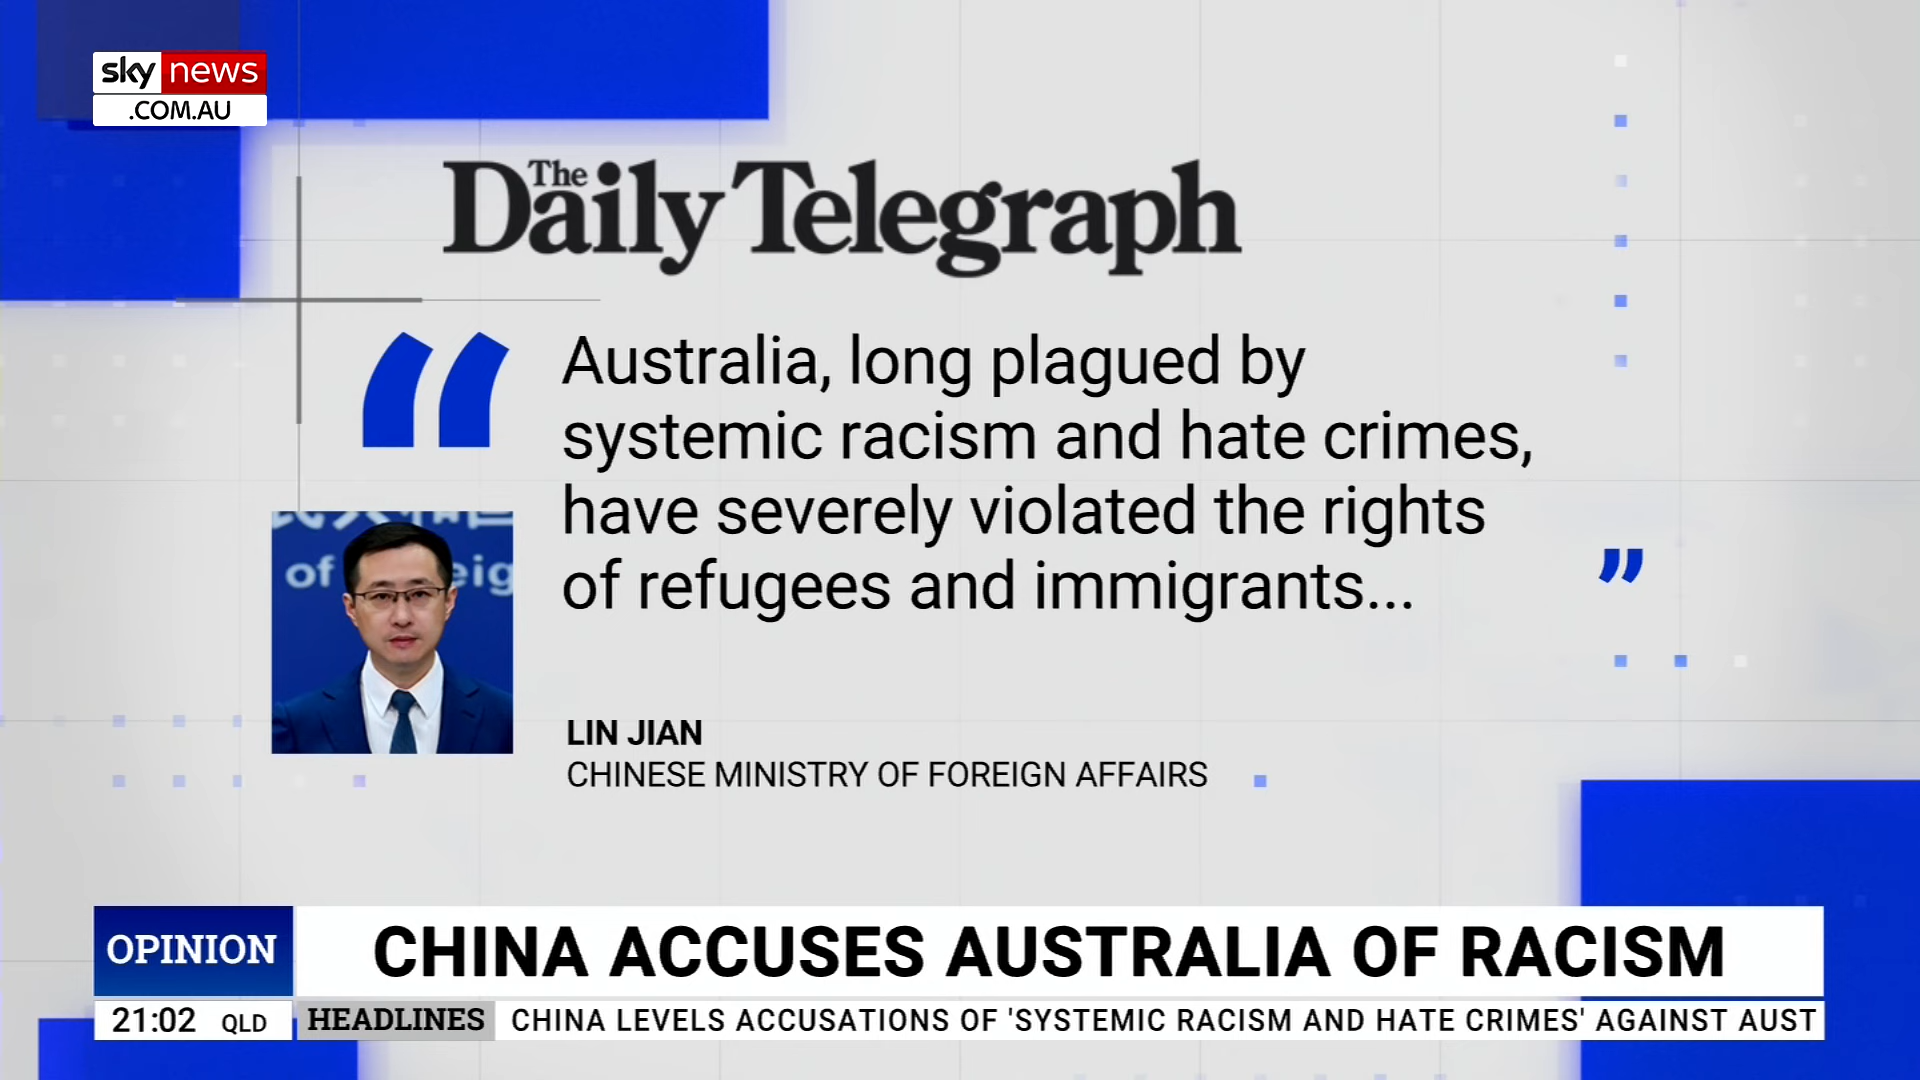 sky news
.COM.AU
The Daily Telegraph
“
Australia, long plagued by
systemic racism and hate crimes,
have severely violated the rights
of refugees and immigrants...
”
of eig
LIN JIAN
CHINESE MINISTRY OF FOREIGN AFFAIRS
OPINION
CHINA ACCUSES AUSTRALIA OF RACISM
21:02 QLD
HEADLINES
CHINA LEVELS ACCUSATIONS OF 'SYSTEMIC RACISM AND HATE CRIMES' AGAINST AUST